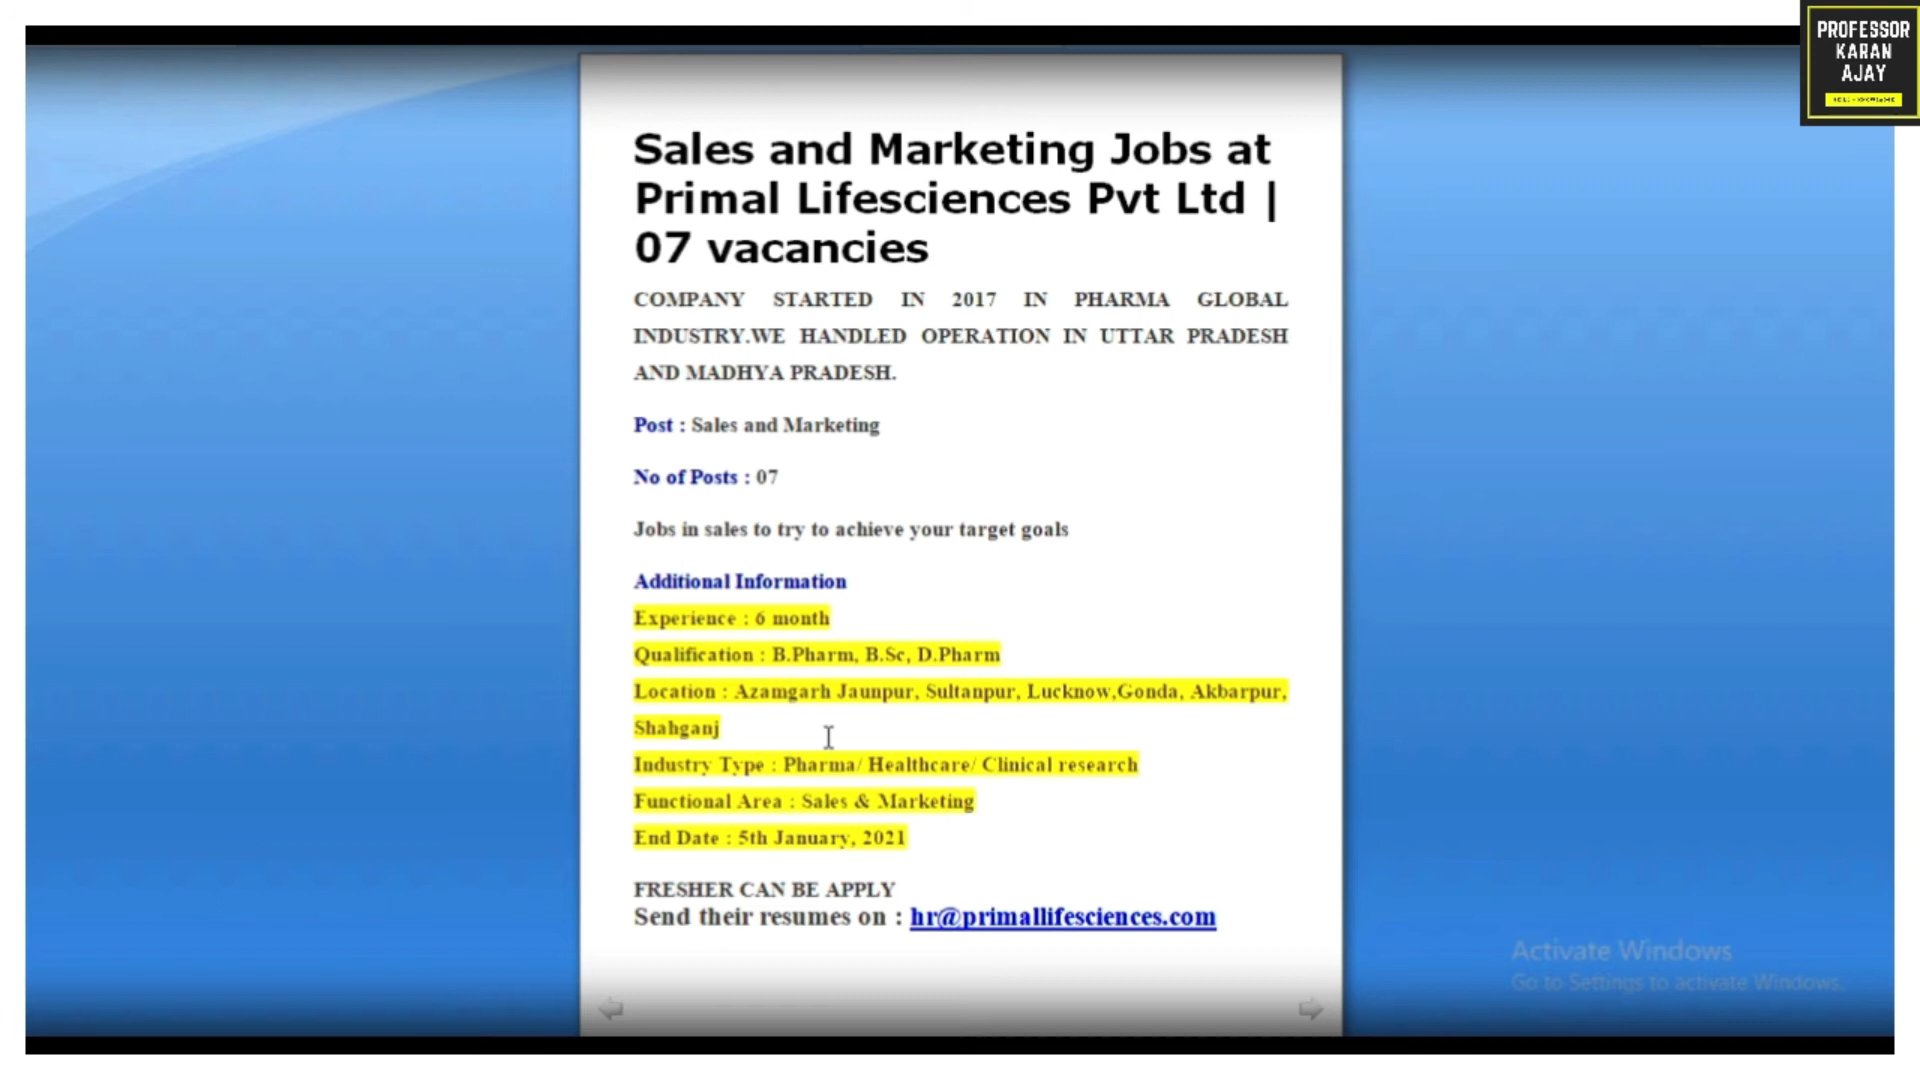 PROFESSOR
KARAN
AJAY
Sales and Marketing Jobs at
Primal Lifesciences Pvt Ltd |
07 vacancies
COMPANY STARTED IN 2017 IN PHARMA GLOBAL
INDUSTRY.WE HANDLED OPERATION IN UTTAR PRADESH
AND MADHYA PRADESH.
Post : Sales and Marketing
No of Posts : 07
Jobs in sales to try to achieve your target goals
Additional Information
Experience : 6 month
Qualification : B.Pharm, B.Sc, D.Pharm
Location : Azamgarh Jaunpur, Sultanpur, Lucknow,Gonda, Akbarpur,
Shahganj
Industry Type : Pharma/ Healthcare/ Clinical research
Functional Area : Sales & Marketing
End Date : 5th January, 2021
FRESHER CAN BE APPLY
Send their resumes on : hr@primallifesciences.com
Activate Windows
Go to Settings to activate Windows.